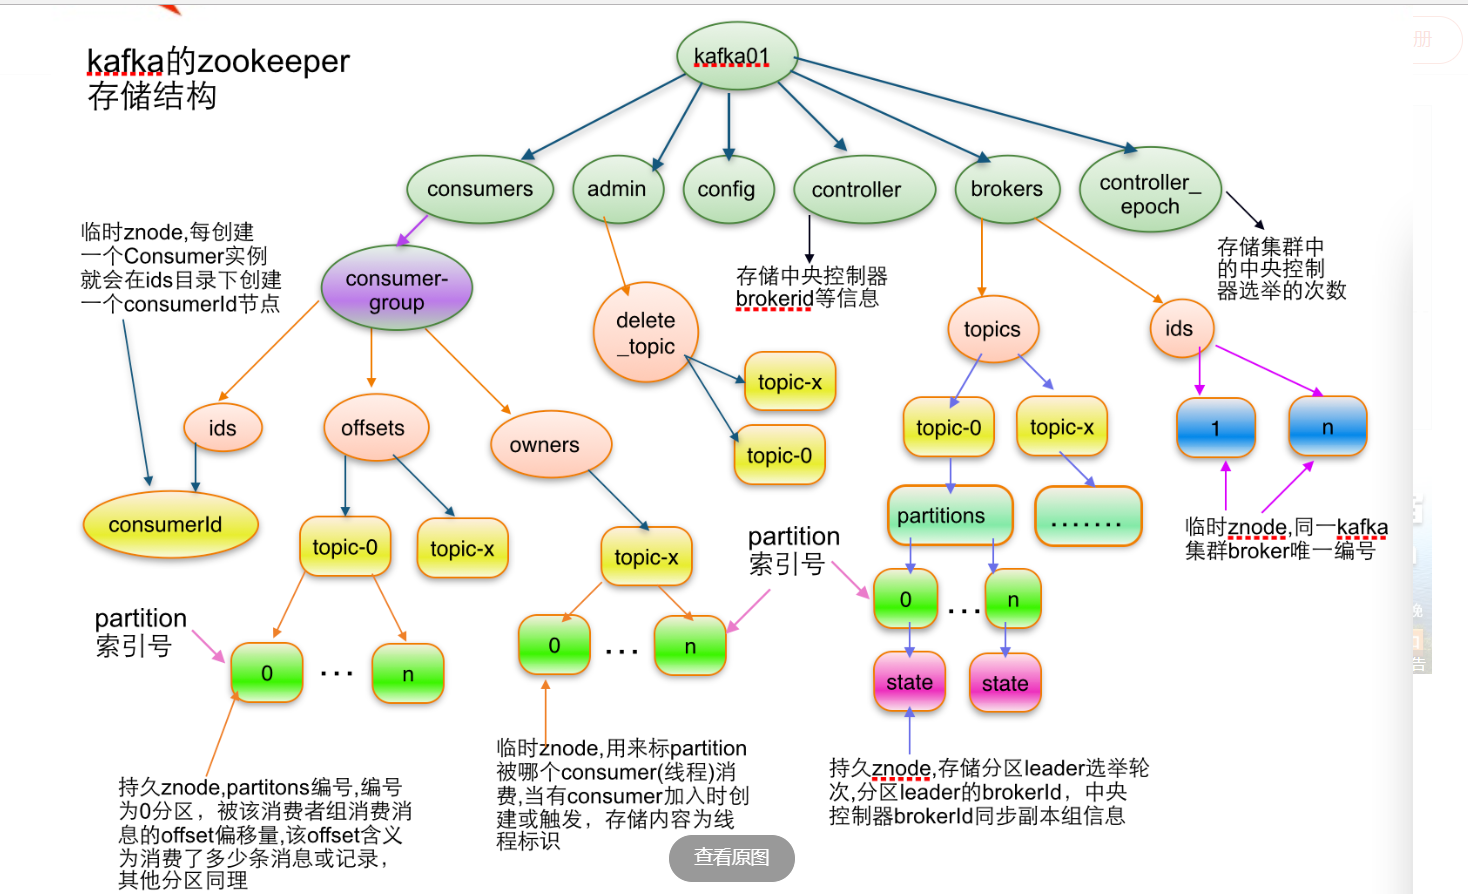 kafka的zookeeper
存储结构
kafka01
册
consumers
admin
config
controller
brokers
controller_
epoch
临时znode,每创建
一个Consumer实例
就会在ids目录下创建
一个consumerId节点
consumer-
group
存储中央控制器
brokerid等信息
存储集群中
的中央控制
器选举的次数
delete
_topic
topics
ids
topic-x
topic-0
ids
offsets
owners
topic-0
topic-x
1
n
consumerId
topic-0
topic-x
topic-x
partitions
.......
临时znode,同一kafka
集群broker唯一编号
partition
索引号
partition
索引号
0
...
n
0
...
n
0
...
n
state
state
持久znode,partitons编号,编号
为0分区，被该消费者组消费消
息的offset偏移量,该offset含义
为消费了多少条消息或记录，
其他分区同理
临时znode,用来标partition
被哪个consumer(线程)消
费,当有consumer加入时创
建或触发，存储内容为线
程标识
持久znode,存储分区leader选举轮
次,分区leader的brokerId，中央
控制器brokerId同步副本组信息
查看原图
晚
告